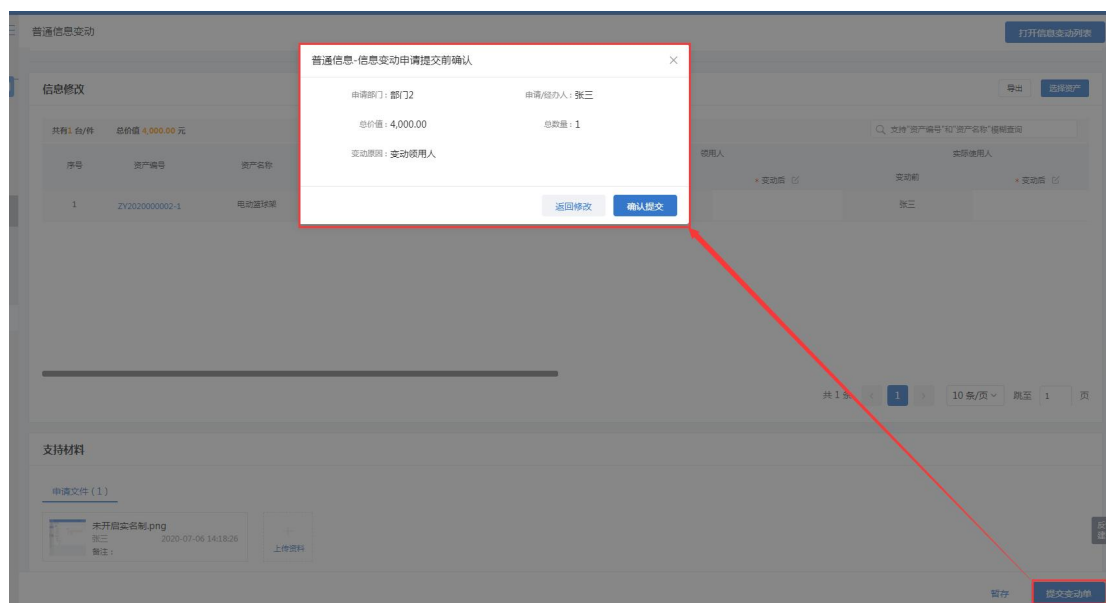 普通信息变动
打开信息变动列表
普通信息-信息变动申请提交前确认
申请部门：部门2
申请/经办人：张三
总价值：4,000.00
总数量：1
变动原因：变动领用人
返回修改
确认提交
信息修改
导出
选择资产
共有1 台/件 总价值 4,000.00 元
支持"资产编号"和"资产名称"模糊查询
序号
资产编号
资产名称
领用人
实际使用人
* 变动后
变动前
* 变动后
1
ZY2020000002-1
电动篮球架
张三
共 1 条
1
10 条/页
跳至 1 页
支持材料
申请文件 ( 1 )
未开启实名制.png
张三 2020-07-06 14:18:26
备注：
上传资料
暂存
提交变动单